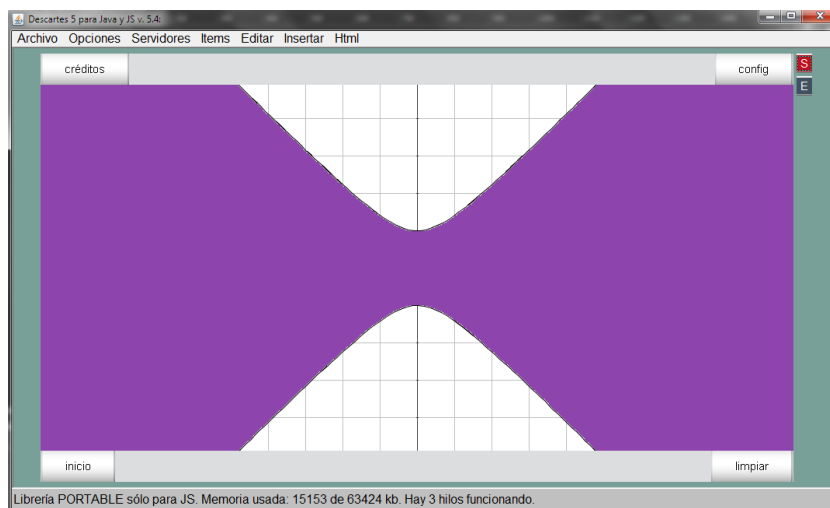 Descartes 5 para Java y JS v. 5.4:
Archivo Opciones Servidores Items Editar Insertar Html
créditos config S
E
inicio limpiar
Librería PORTABLE sólo para JS. Memoria usada: 15153 de 63424 kb. Hay 3 hilos funcionando.